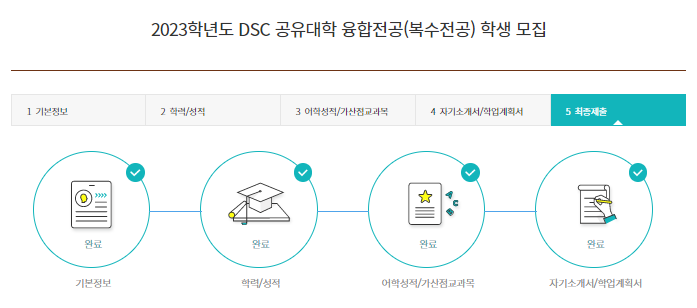 2023학년도 DSC 공유대학 융합전공(복수전공) 학생 모집
1 기본정보
2 학력/성적
3 어학성적/가산점교과목
4 자기소개서/학업계획서
5 최종제출
A
C
B
완료
완료
완료
완료
기본정보
학력/성적
어학성적/가산점교과목
자기소개서/학업계획서